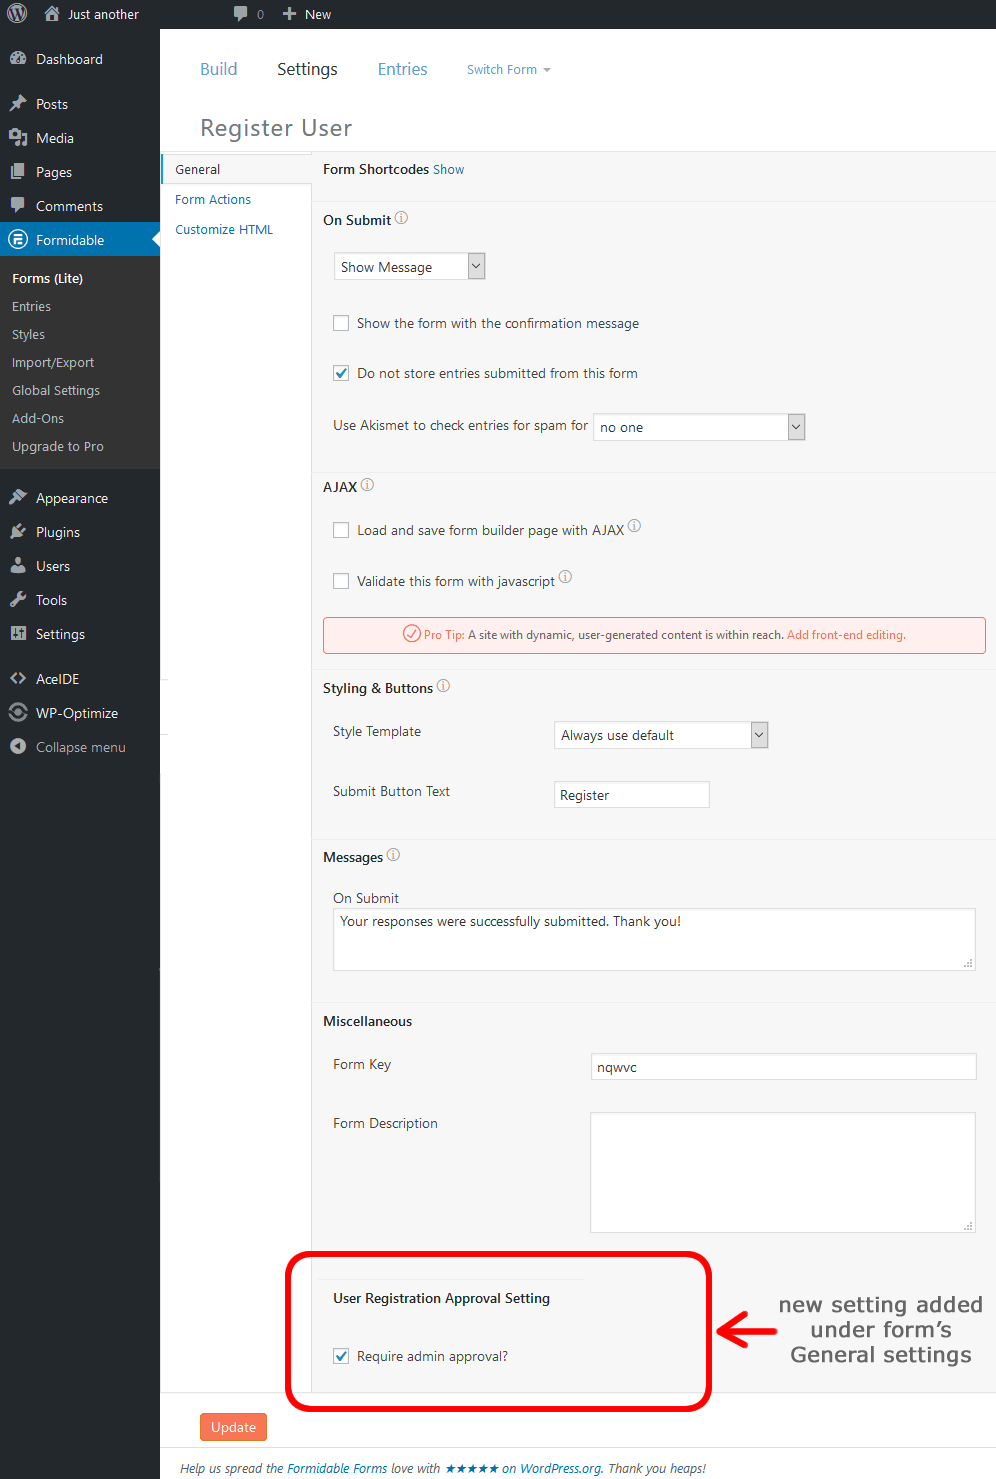 Just another
0
New
Dashboard
Posts
Media
Pages
Comments
Formidable
Forms (Lite)
Entries
Styles
Import/Export
Global Settings
Add-Ons
Upgrade to Pro
Appearance
Plugins
Users
Tools
Settings
AceIDE
WP-Optimize
Collapse menu
Build Settings Entries Switch Form
Register User
General
Form Actions
Customize HTML
Form Shortcodes Show
On Submit
Show Message
Show the form with the confirmation message
Do not store entries submitted from this form
Use Akismet to check entries for spam for no one
AJAX
Load and save form builder page with AJAX
Validate this form with javascript
Pro Tip: A site with dynamic, user-generated content is within reach. Add front-end editing.
Styling & Buttons
Style Template Always use default
Submit Button Text Register
Messages
On Submit
Your responses were successfully submitted. Thank you!
Miscellaneous
Form Key nqwvc
Form Description
User Registration Approval Setting
Require admin approval?
new setting added
under form's
General settings
Update
Help us spread the Formidable Forms love with ★★★★★ on WordPress.org. Thank you heaps!